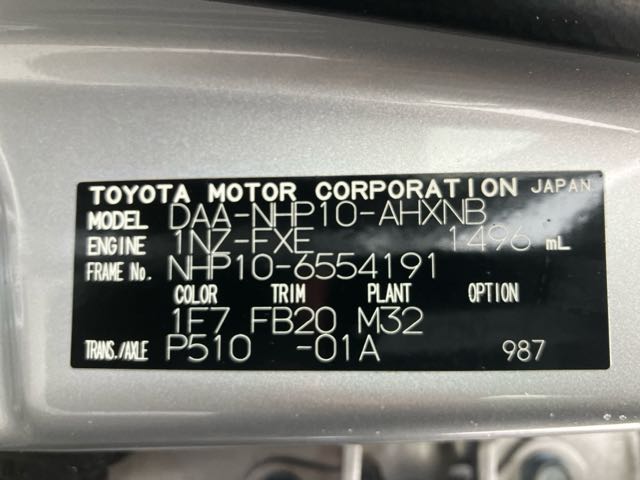 TOYOTA MOTOR CORPORATION JAPAN
MODEL DAA-NHP10-AHXNB
ENGINE 1NZ-FXE 1496 mL
FRAME No. NHP10-6554191
COLOR TRIM PLANT OPTION
1F7 FB20 M32
TRANS./AXLE P510 -01A 987